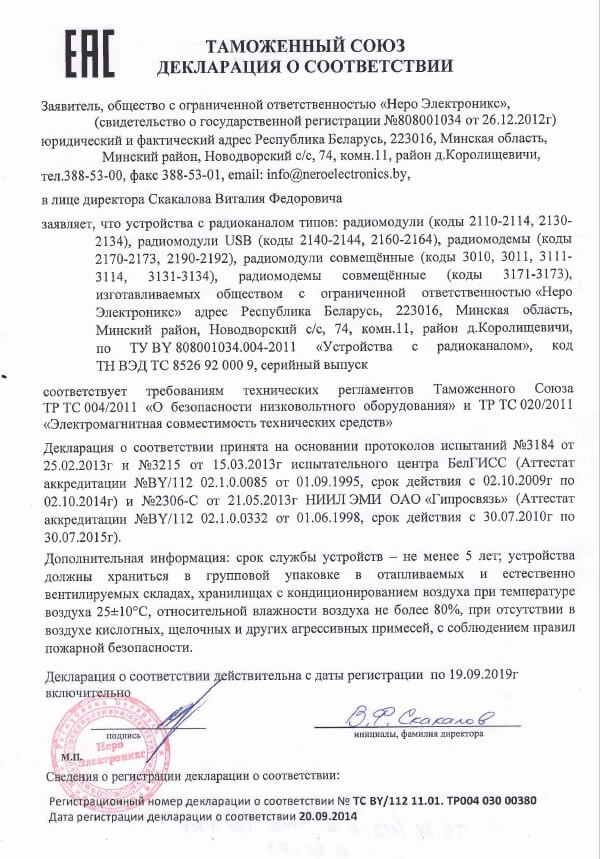 ЕАС
ТАМОЖЕННЫЙ СОЮЗ
ДЕКЛАРАЦИЯ О СООТВЕТСТВИИ
Заявитель, общество с ограниченной ответственностью «Неро Электроникс»,
(свидетельство о государственной регистрации №808001034 от 26.12.2012г)
юридический и фактический адрес Республика Беларусь, 223016, Минская область,
Минский район, Новодворский с/с, 74, комн.11, район д.Королищевичи,
тел.388-53-00, факс 388-53-01, email: info@neroelectronics.by,
в лице директора Скакалова Виталия Федоровича
заявляет, что устройства с радиоканалом типов: радиомодули (коды 2110-2114, 2130-
2134), радиомодули USB (коды 2140-2144, 2160-2164), радиомодемы (коды
2170-2173, 2190-2192), радиомодули совмещённые (коды 3010, 3011, 3111-
3114, 3131-3134), радиомодемы совмещённые (коды 3171-3173),
изготавливаемых обществом с ограниченной ответственностью «Неро
Электроникс» адрес Республика Беларусь, 223016, Минская область,
Минский район, Новодворский с/с, 74, комн.11, район д.Королищевичи,
по ТУ BY 808001034.004-2011 «Устройства с радиоканалом», код
ТН ВЭД ТС 8526 92 000 9, серийный выпуск
соответствует требованиям технических регламентов Таможенного Союза
ТР ТС 004/2011 «О безопасности низковольтного оборудования» и ТР ТС 020/2011
«Электромагнитная совместимость технических средств»
Декларация о соответствии принята на основании протоколов испытаний №3184 от
25.02.2013г и №3215 от 15.03.2013г испытательного центра БелГИСС (Аттестат
аккредитации №BY/112 02.1.0.0085 от 01.09.1995, срок действия с 02.10.2009г по
02.10.2014г) и №2306-С от 21.05.2013г НИИЛ ЭМИ ОАО «Гипросвязь» (Аттестат
аккредитации №BY/112 02.1.0.0332 от 01.06.1998, срок действия с 30.07.2010г по
30.07.2015г).
Дополнительная информация: срок службы устройств – не менее 5 лет; устройства
должны храниться в групповой упаковке в отапливаемых и естественно
вентилируемых складах, хранилищах с кондиционированием воздуха при температуре
воздуха 25±10°С, относительной влажности воздуха не более 80%, при отсутствии в
воздухе кислотных, щелочных и других агрессивных примесей, с соблюдением правил
пожарной безопасности.
Декларация о соответствии действительна с даты регистрации по 19.09.2019г
включительно
В.Ф. Скакалов
подпись
инициалы, фамилия директора
Неро
Электроникс
М.П.
Сведения о регистрации декларации о соответствии:
Регистрационный номер декларации о соответствии № ТС BY/112 11.01. ТР004 030 00380
Дата регистрации декларации о соответствии 20.09.2014